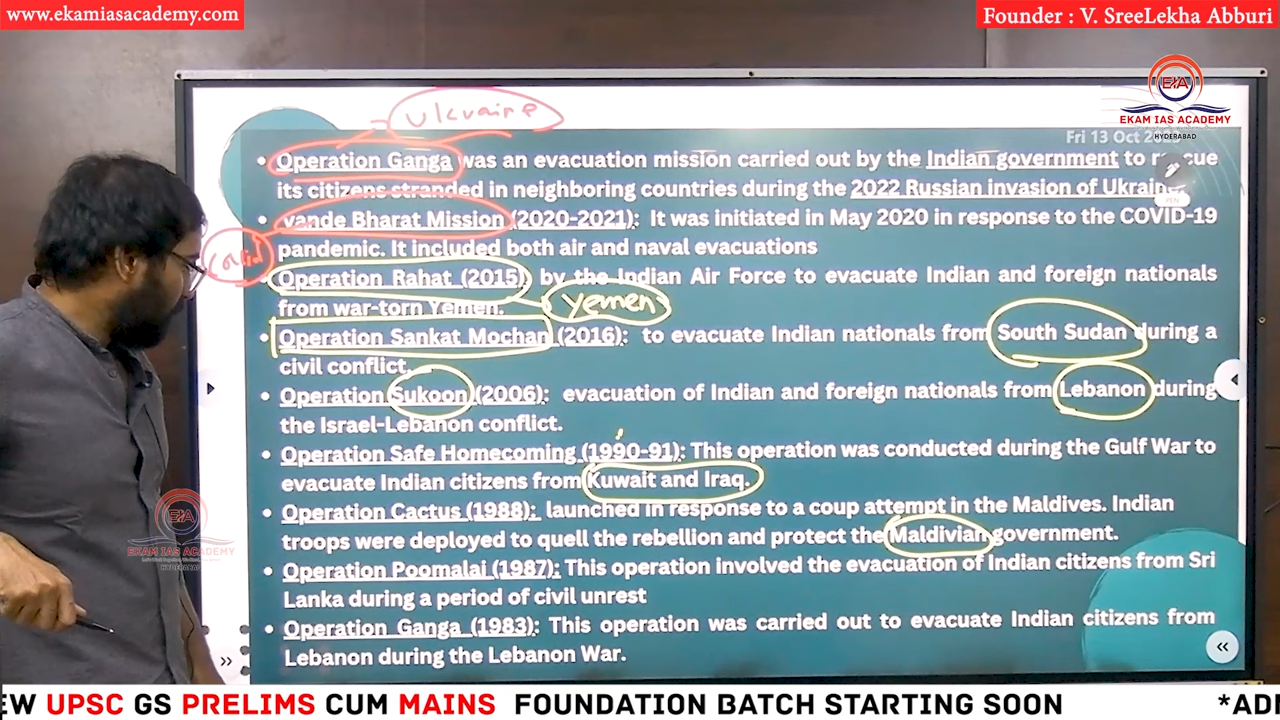 www.ekamiasacademy.com
Founder : V. SreeLekha Abburi
EIA
EKAM IAS ACADEMY
HYDERABAD
Ukraine
Fri 13 Oct
• Operation Ganga was an evacuation mission carried out by the Indian government to rescue
its citizens stranded in neighboring countries during the 2022 Russian invasion of Ukraine.
PEN
• vande Bharat Mission (2020-2021): It was initiated in May 2020 in response to the COVID-19
pandemic. It included both air and naval evacuations
• Operation Rahat (2015) by the Indian Air Force to evacuate Indian and foreign nationals
from war-torn Yemen.
Yemen
• Operation Sankat Mochan (2016): to evacuate Indian nationals from South Sudan during a
civil conflict.
• Operation Sukoon (2006): evacuation of Indian and foreign nationals from Lebanon during
the Israel-Lebanon conflict.
• Operation Safe Homecoming (1990-91): This operation was conducted during the Gulf War to
evacuate Indian citizens from Kuwait and Iraq.
• Operation Cactus (1988): launched in response to a coup attempt in the Maldives. Indian
troops were deployed to quell the rebellion and protect the Maldivian government.
• Operation Poomalai (1987): This operation involved the evacuation of Indian citizens from Sri
Lanka during a period of civil unrest
• Operation Ganga (1983): This operation was carried out to evacuate Indian citizens from
Lebanon during the Lebanon War.
EIA
EKAM IAS ACADEMY
HYDERABAD
EW UPSC GS PRELIMS CUM MAINS FOUNDATION BATCH STARTING SOON *ADI